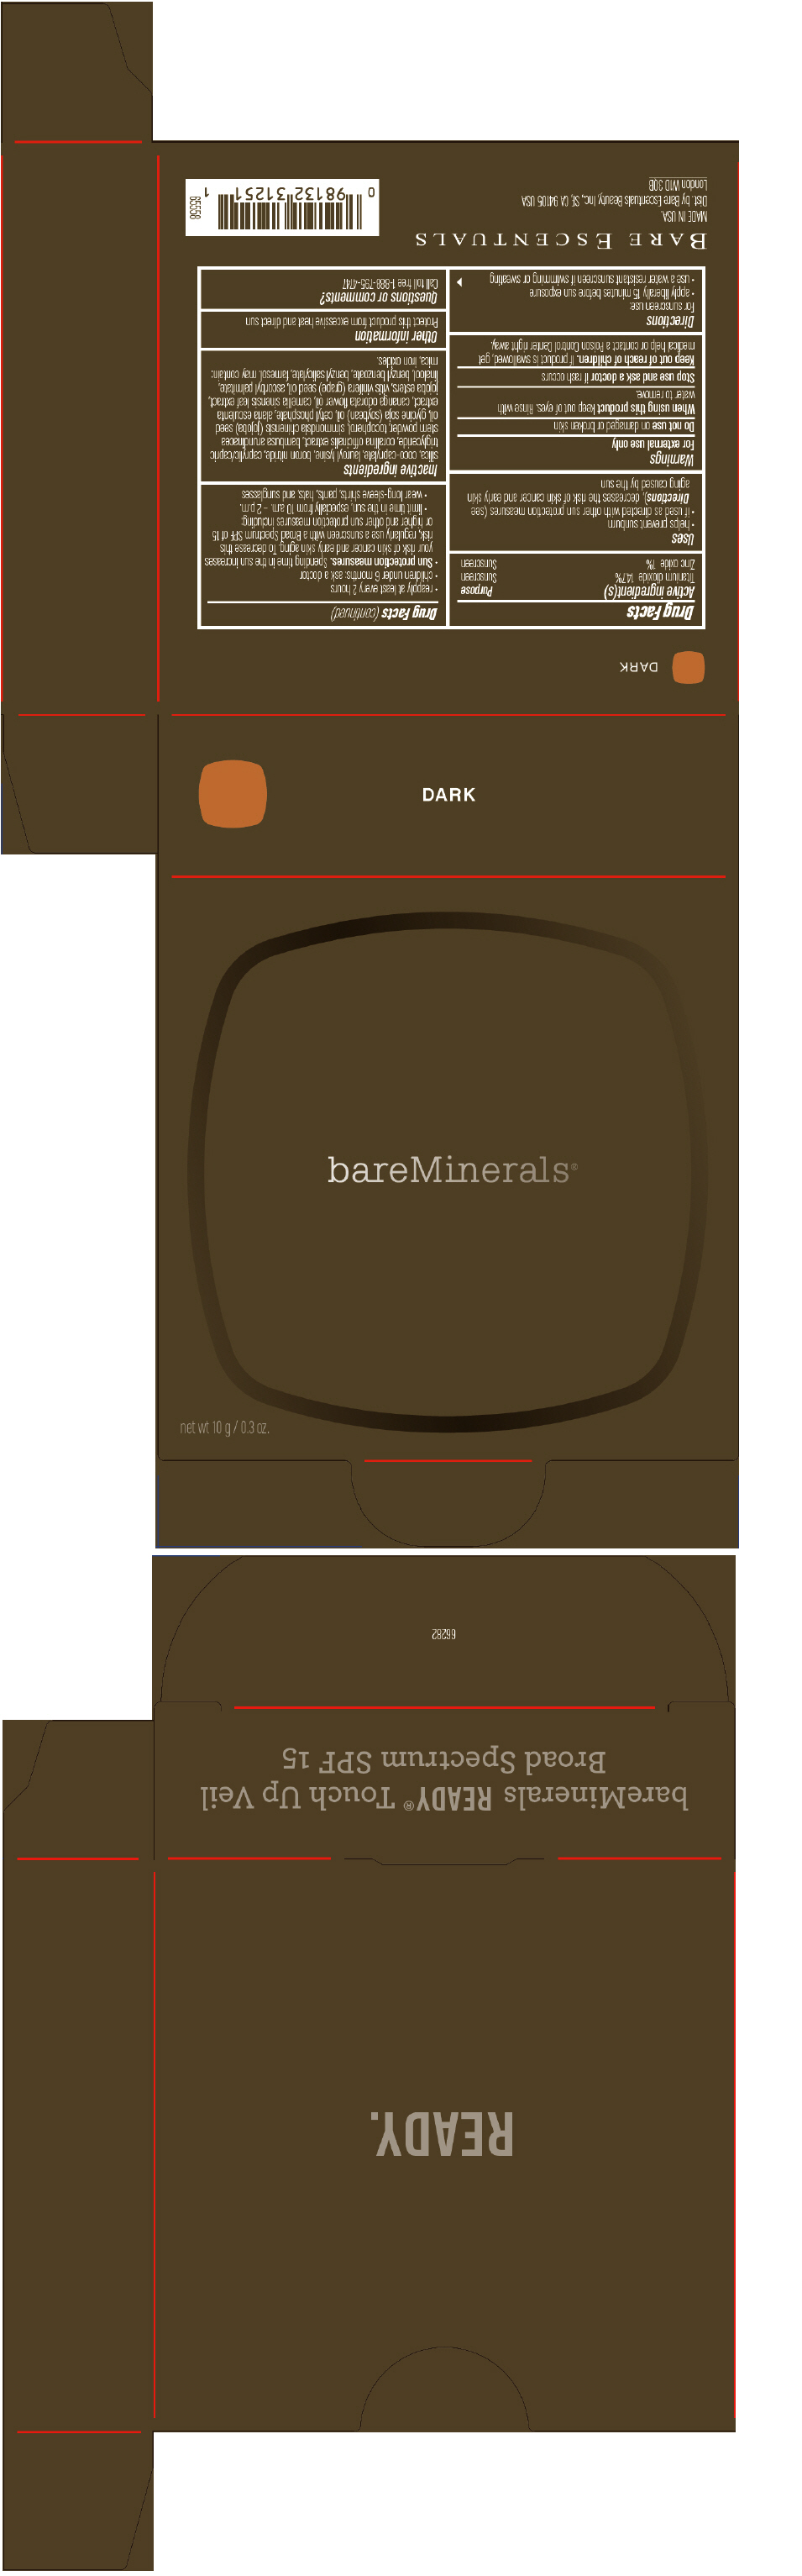 DARK
Drug Facts
Active ingredient(s) Purpose
Titanium dioxide 14.7% Sunscreen
Zinc oxide 1% Sunscreen
Uses
• helps prevent sunburn
• if used as directed with other sun protection measures (see
Directions), decreases the risk of skin cancer and early skin
aging caused by the sun
Warnings
For external use only
Do not use on damaged or broken skin
When using this product keep out of eyes. Rinse with
water to remove.
Stop use and ask a doctor if rash occurs
Keep out of reach of children. If product is swallowed, get
medical help or contact a Poison Control Center right away.
Directions
For sunscreen use:
• apply liberally 15 minutes before sun exposure
• use a water resistant sunscreen if swimming or sweating
Drug Facts (continued)
• reapply at least every 2 hours
• children under 6 months: ask a doctor
• Sun protection measures. Spending time in the sun increases
your risk of skin cancer and early skin aging. To decrease this
risk, regularly use a sunscreen with a Broad Spectrum SPF of 15
or higher and other sun protection measures including:
• limit time in the sun, especially from 10 a.m. – 2 p.m.
• wear long-sleeve shirts, pants, hats, and sunglasses
Inactive ingredients
silica, coco-caprylate, lauroyl lysine, boron nitride, caprylic/capric
triglyceride, corallina officinalis extract, bambusa arundinacea
stem powder, tocopherol, simmondsia chinensis (jojoba) seed
oil, glycine soja (soybean) oil, cetyl phosphate, alaria esculenta
extract, cananga odorata flower oil, camellia sinensis leaf extract,
jojoba esters, vitis vinifera (grape) seed oil, ascorbyl palmitate,
linalool, benzyl benzoate, benzyl salicylate, farnesol. may contain:
mica, iron oxides.
Other information
Protect this product from excessive heat and direct sun
Questions or comments?
Call toll free 1-888-795-4747
BARE ESCENTUALS
MADE IN USA.
Dist. by Bare Escentuals Beauty, Inc., SF, CA 94105 USA
London W1D 3QB
0 98132 31251 1
65558
DARK
bareMinerals®
net wt 10 g / 0.3 oz.
66282
bareMinerals READY® Touch Up Veil
Broad Spectrum SPF 15
READY.